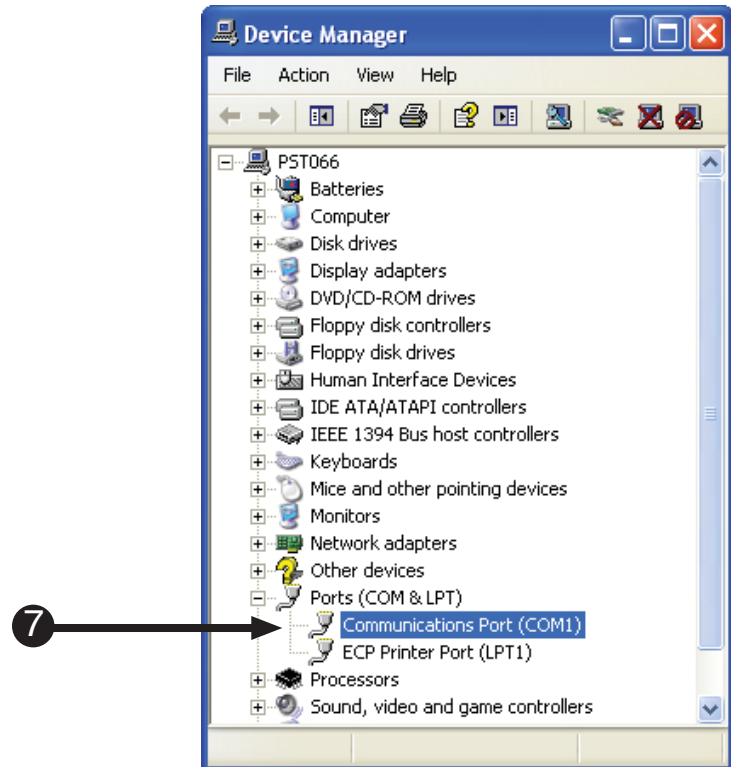 Device Manager
File Action View Help
PST066
Batteries
Computer
Disk drives
Display adapters
DVD/CD-ROM drives
Floppy disk controllers
Floppy disk drives
Human Interface Devices
IDE ATA/ATAPI controllers
IEEE 1394 Bus host controllers
Keyboards
Mice and other pointing devices
Monitors
Network adapters
Other devices
Ports (COM & LPT)
7 Communications Port (COM1)
ECP Printer Port (LPT1)
Processors
Sound, video and game controllers